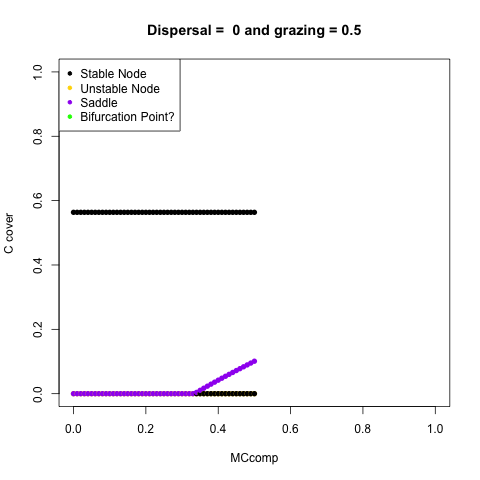 Dispersal =  0 and grazing = 0.5
Stable Node
Unstable Node
Saddle
Bifurcation Point?
1.0
0.8
0.6
0.4
0.2
0.0
C cover
0.0 0.2 0.4 0.6 0.8 1.0
MCcomp